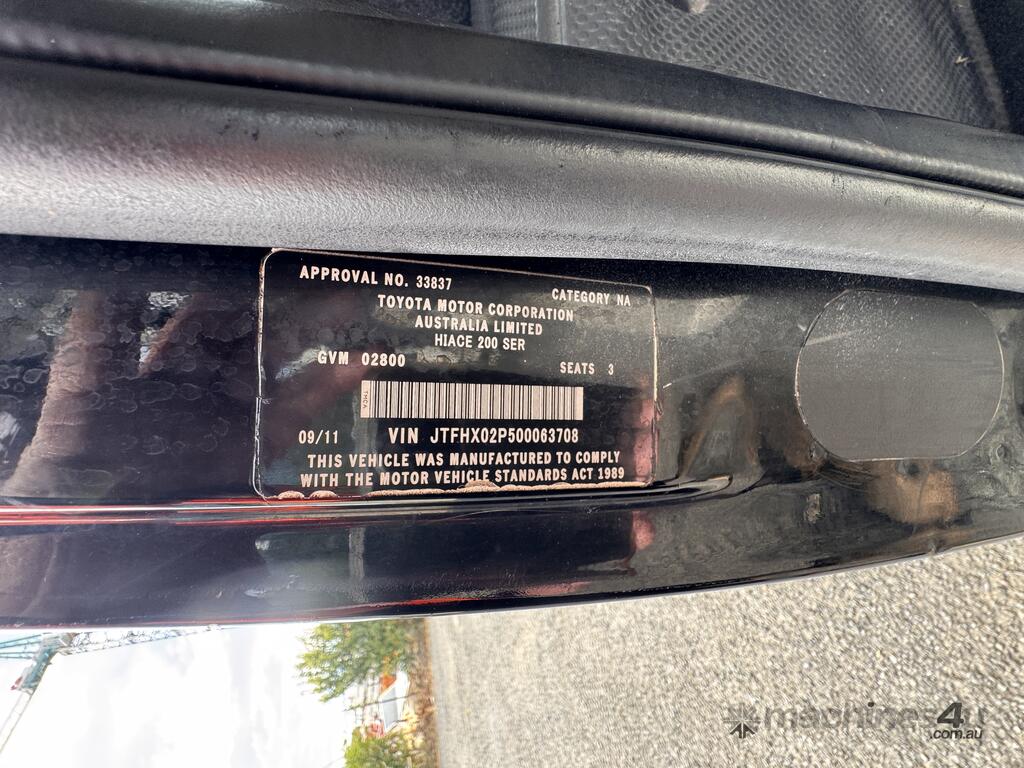 APPROVAL NO. 33837
CATEGORY NA
TOYOTA MOTOR CORPORATION
AUSTRALIA LIMITED
HIACE 200 SER
GVM 02800
SEATS 3
TMCA
09/11 VIN JTFHX02P500063708
THIS VEHICLE WAS MANUFACTURED TO COMPLY
WITH THE MOTOR VEHICLE STANDARDS ACT 1989
machines4u
.com.au